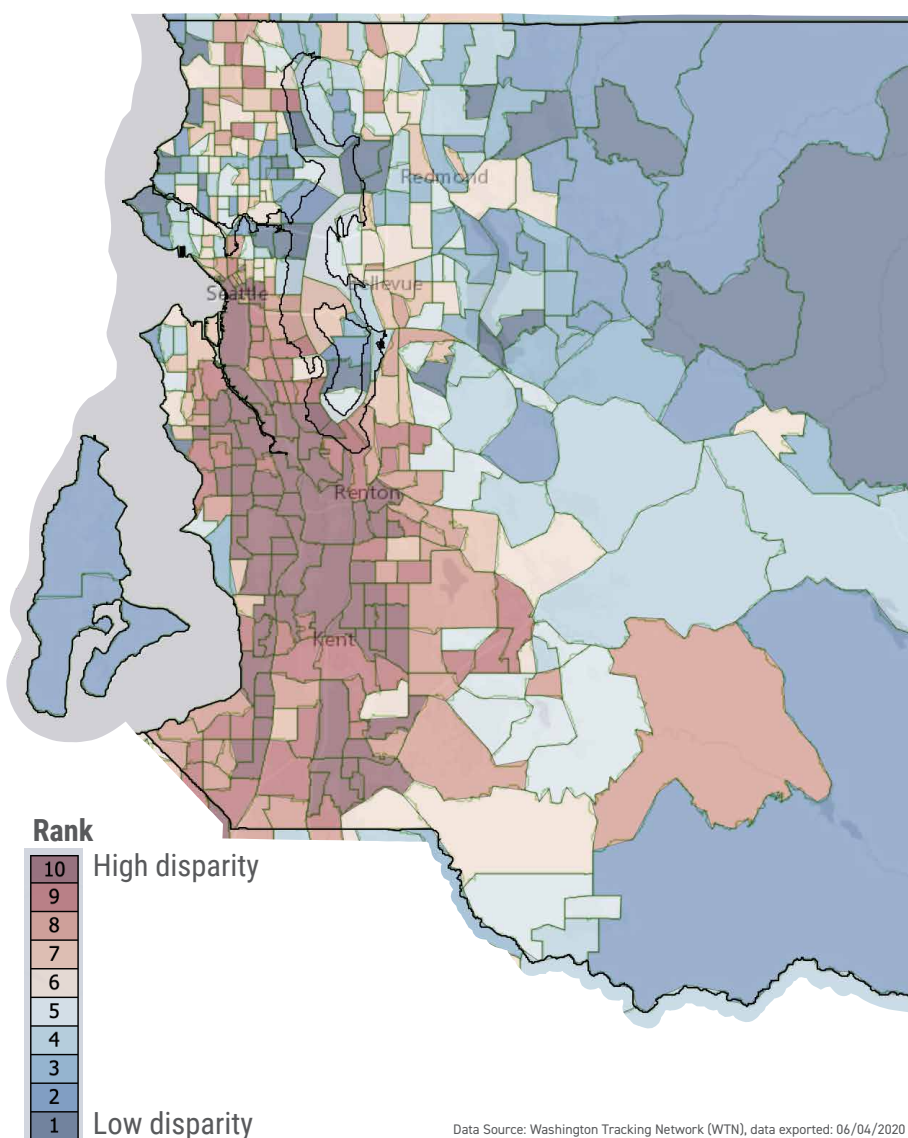 Redmond
Bellevue
Seattle
Renton
Kent
Rank
10 High disparity
9
8
7
6
5
4
3
2
1 Low disparity
Data Source: Washington Tracking Network (WTN), data exported: 06/04/2020